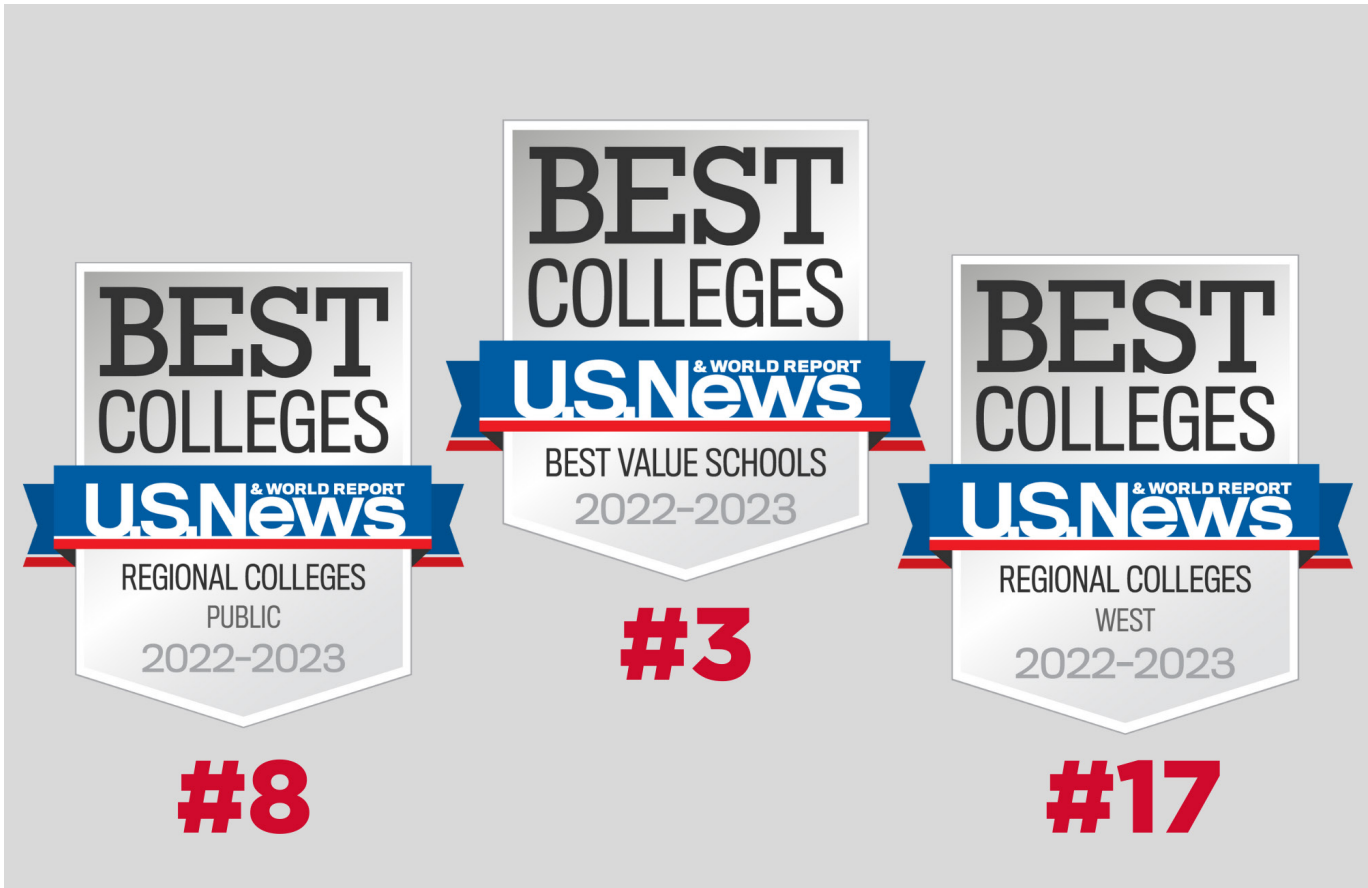 BEST
COLLEGES
U.S.News & WORLD REPORT
REGIONAL COLLEGES
PUBLIC
2022-2023
#8
BEST
COLLEGES
U.S.News & WORLD REPORT
BEST VALUE SCHOOLS
2022-2023
#3
BEST
COLLEGES
U.S.News & WORLD REPORT
REGIONAL COLLEGES
WEST
2022-2023
#17